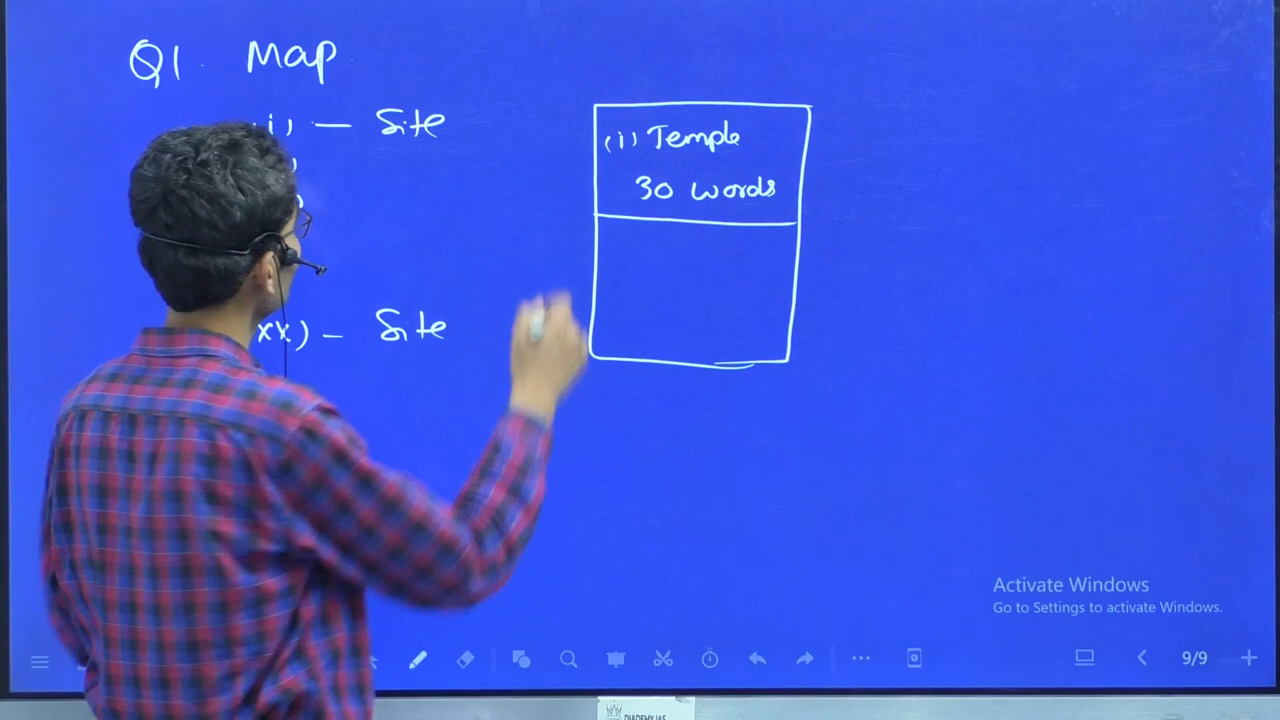 Q1. Map
(i) — Site
xx) - Site
(i) Temple
30 words
Activate Windows
Go to Settings to activate Windows.
9/9